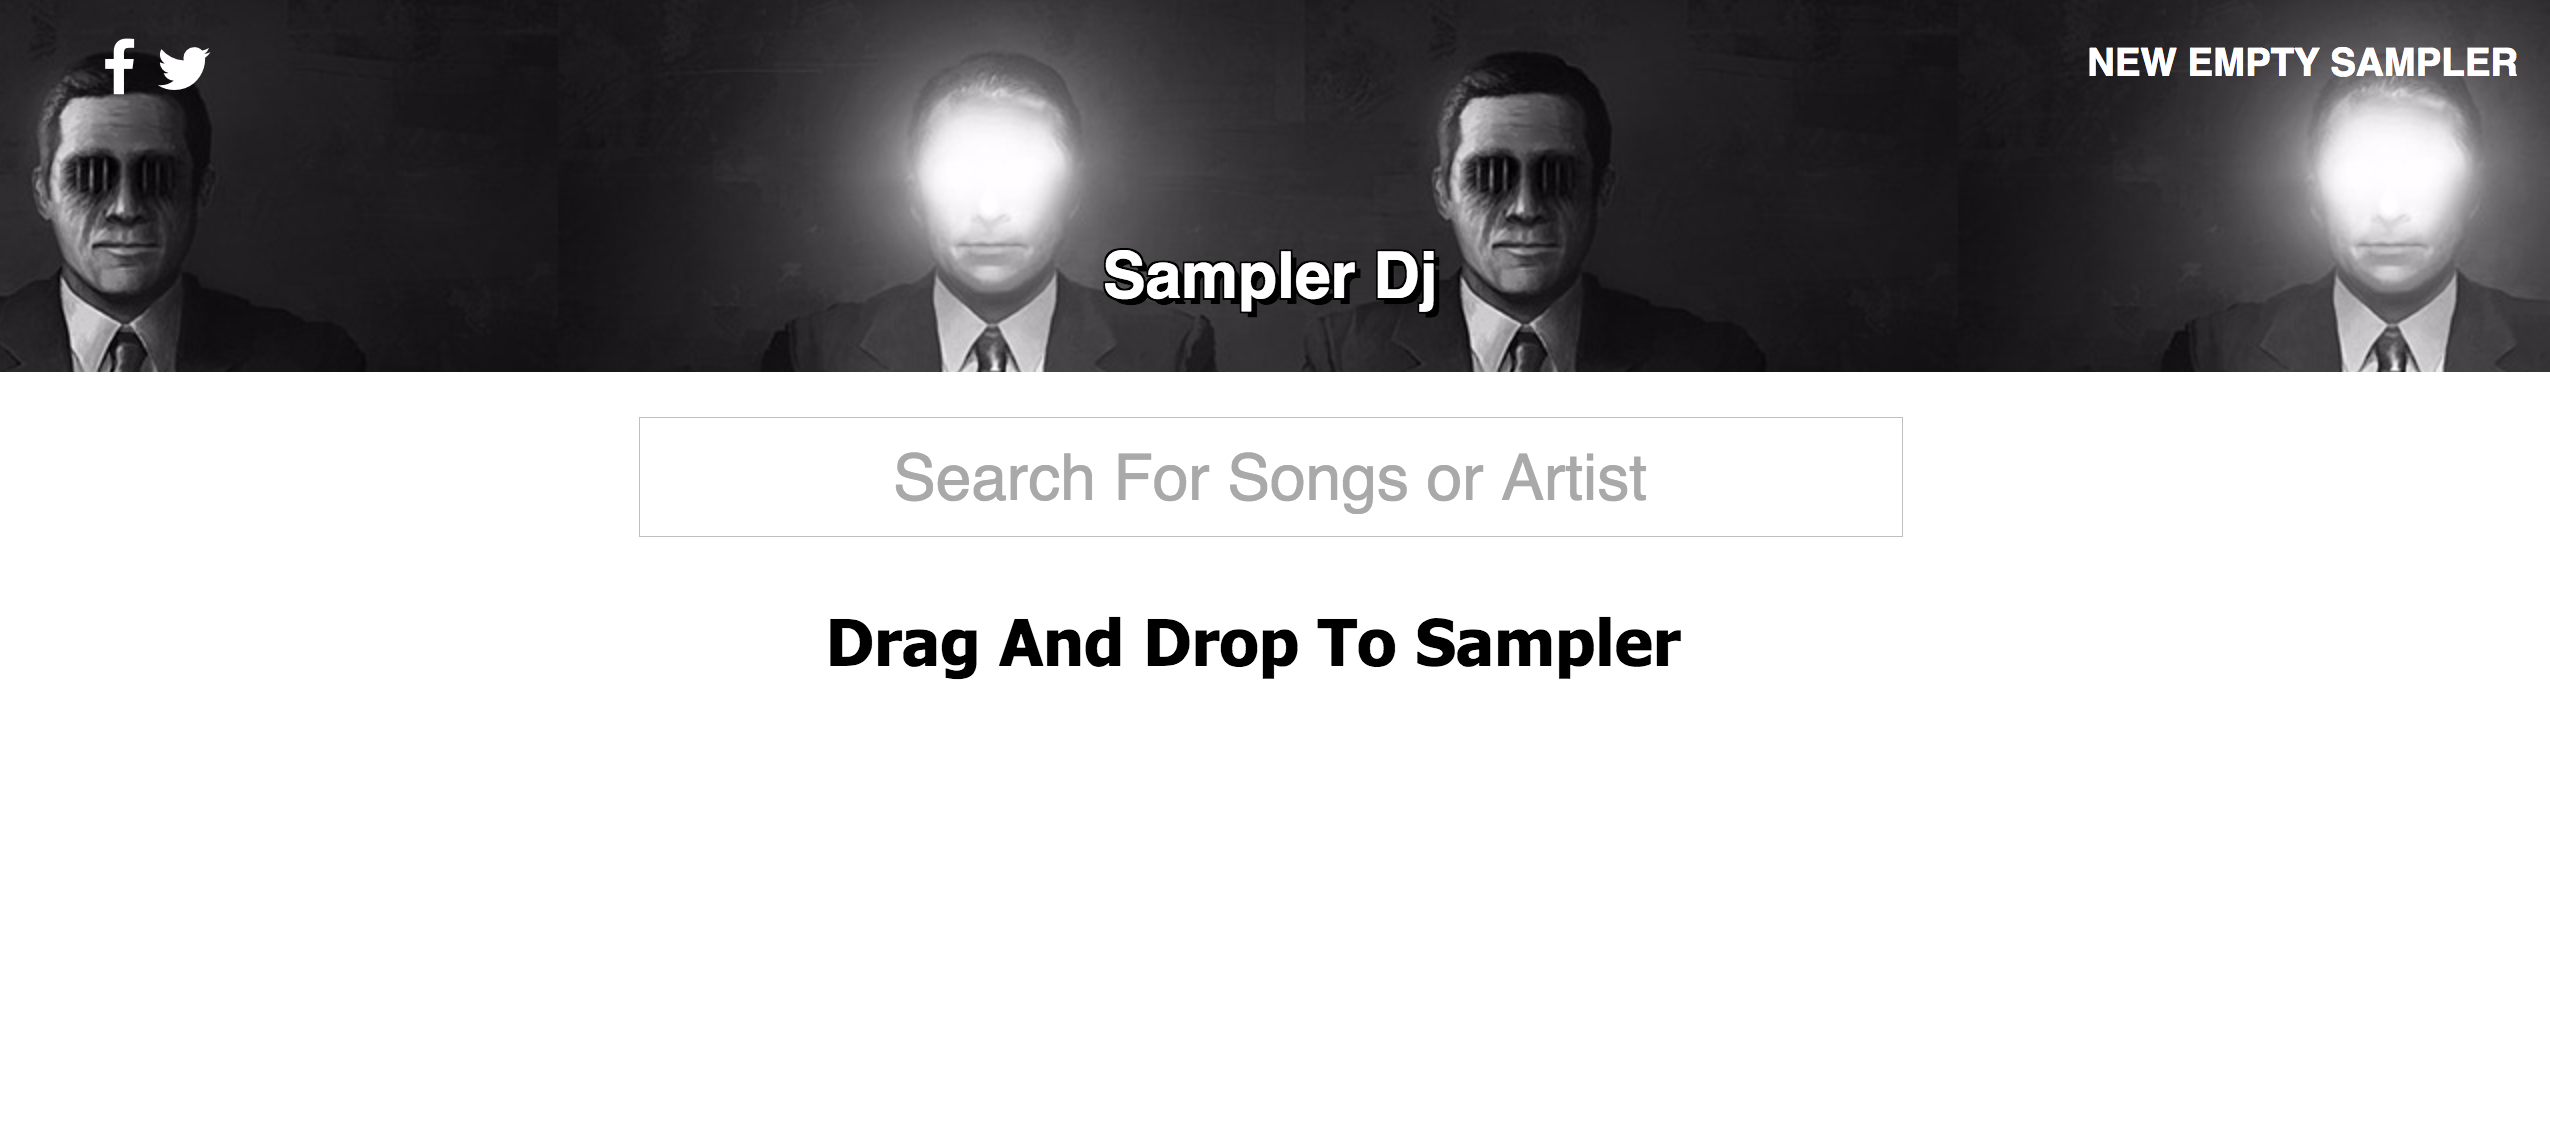 NEW EMPTY SAMPLER
Sampler Dj
Search For Songs or Artist
Drag And Drop To Sampler